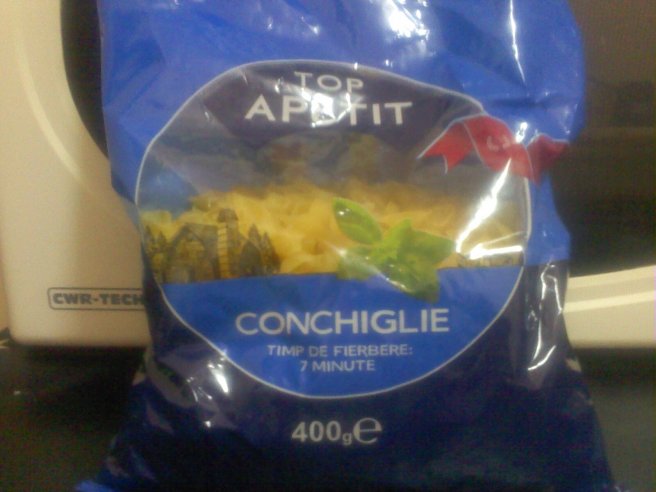 TOP
APETIT
CONCHIGLIE
TIMP DE FIERBERE:
7 MINUTE
400g℮
CWR-TECH